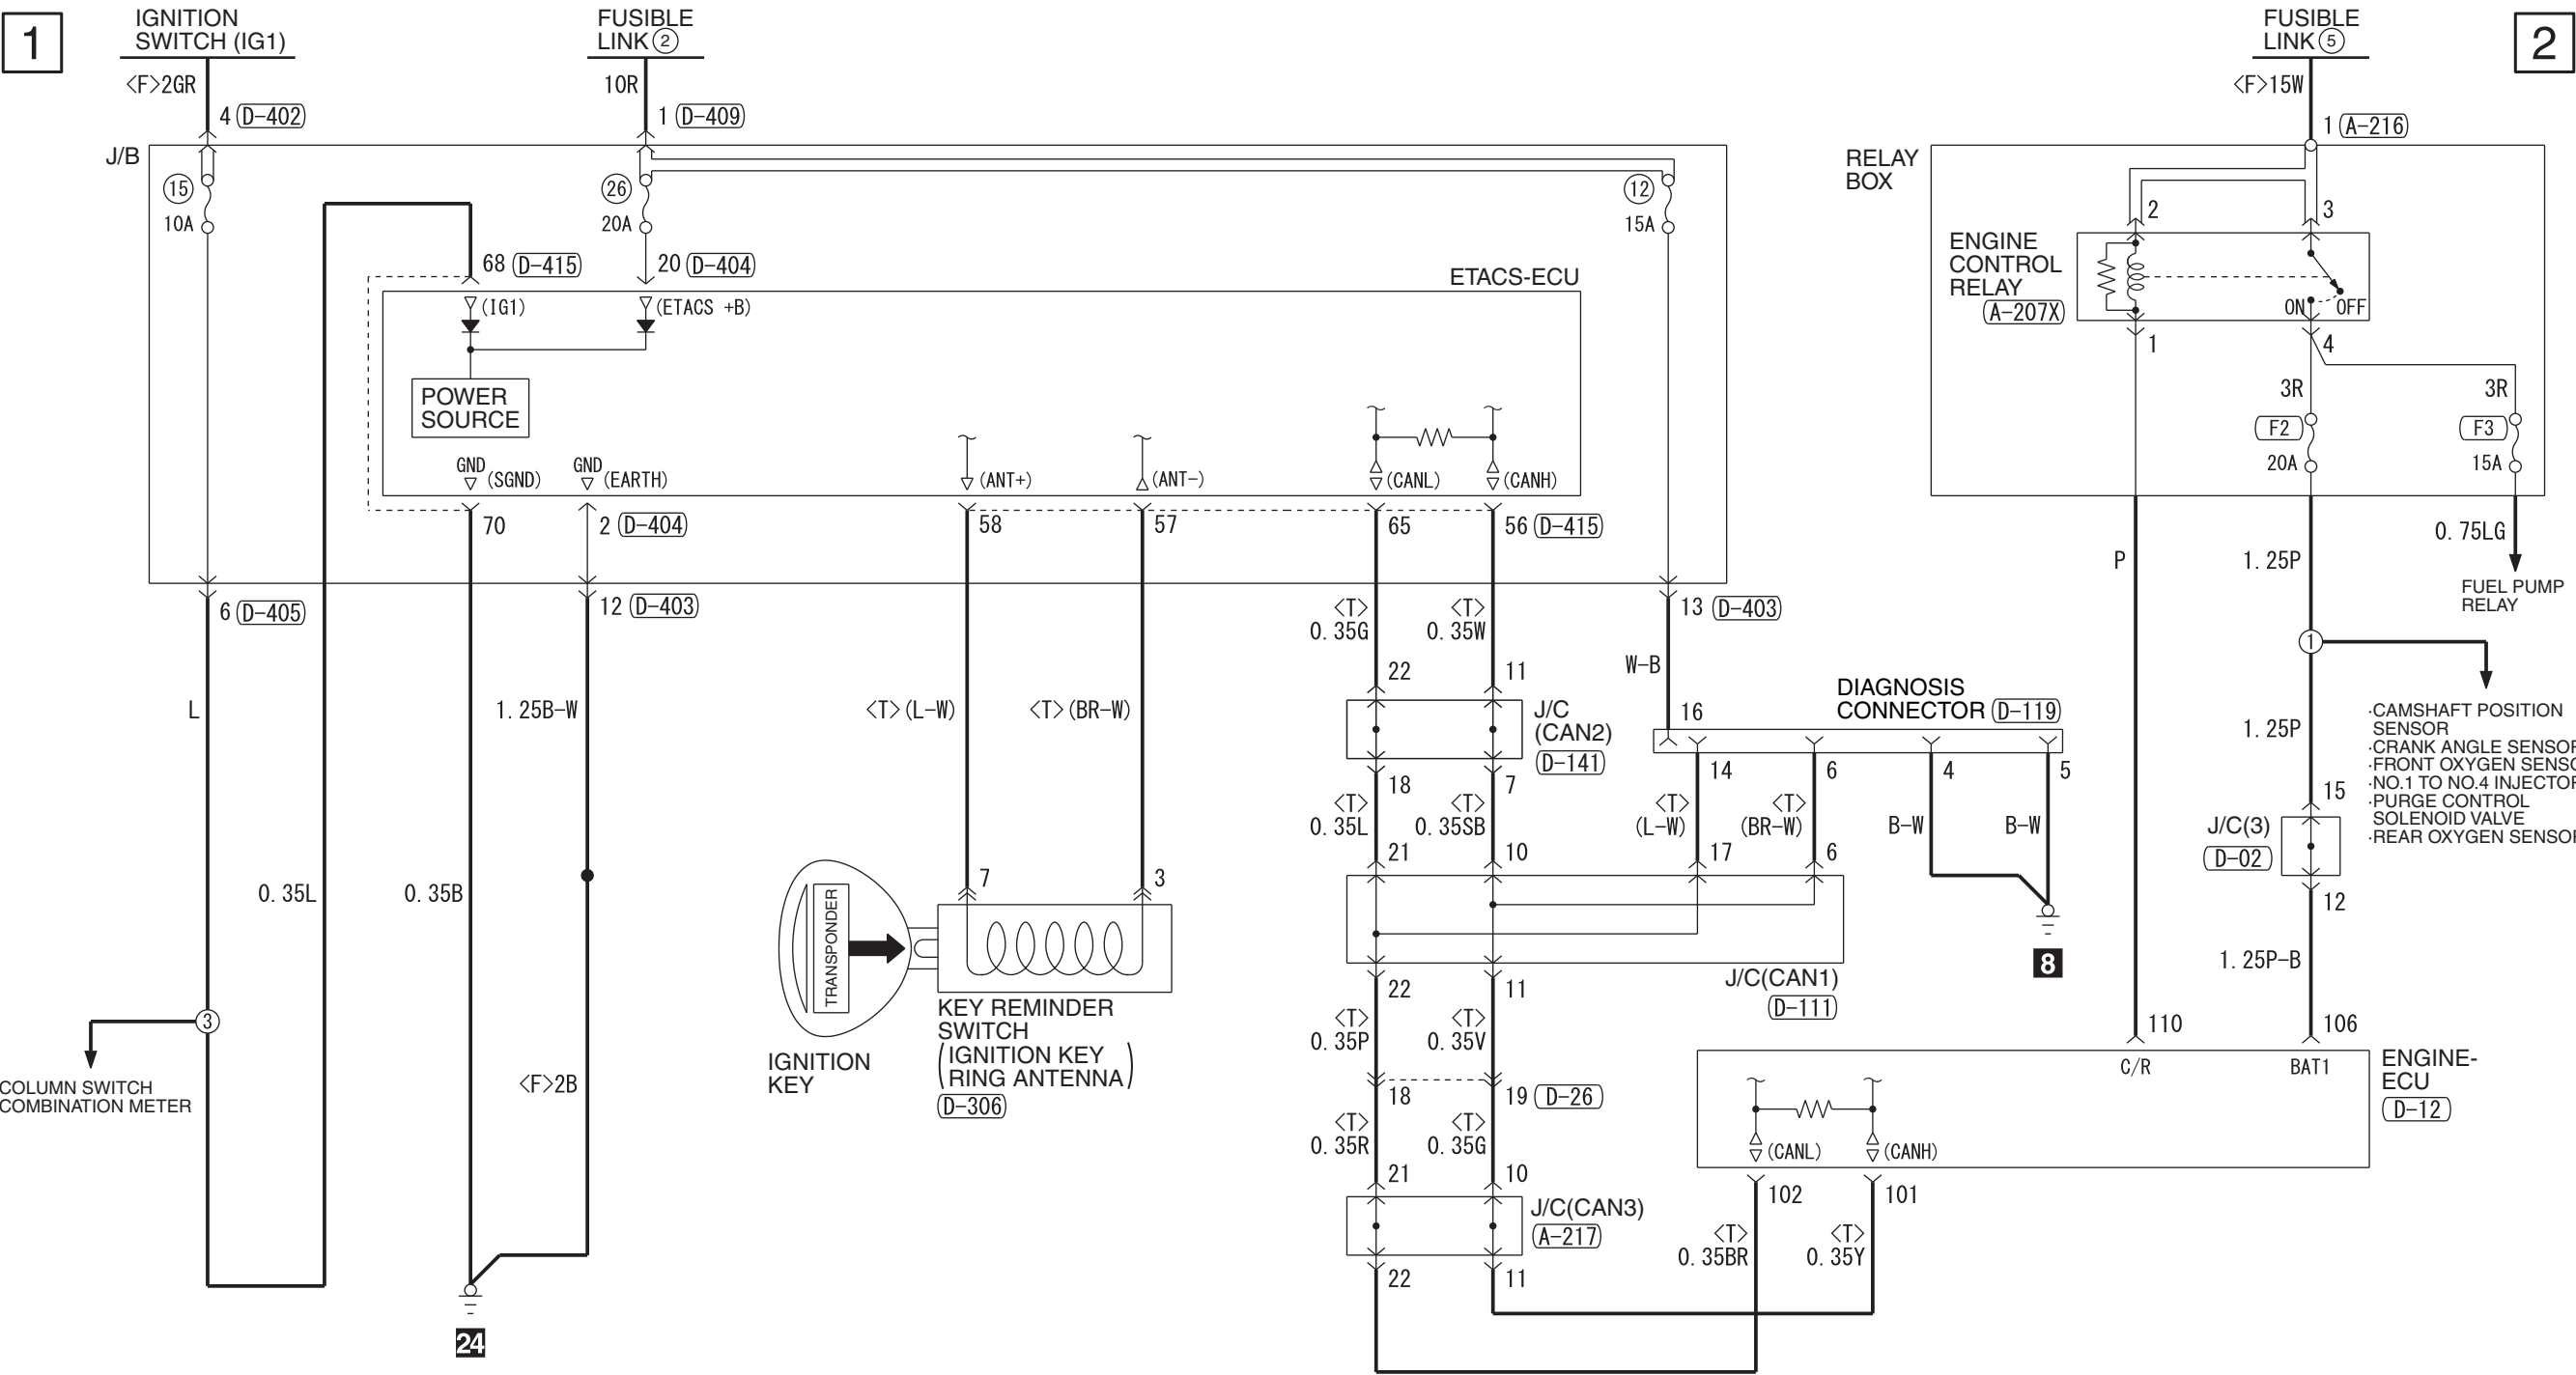 1
IGNITION
SWITCH (IG1)
<F>2GR
4 D-402
FUSIBLE
LINK 2
10R
1 D-409
FUSIBLE
LINK 5
<F>15W
1 A-216
2
J/B
15
10A
26
20A
12
15A
68 D-415
20 D-404
ETACS-ECU
(IG1)
(ETACS +B)
POWER
SOURCE
GND
(SGND)
GND
(EARTH)
(ANT+)
(ANT-)
(CANL)
(CANH)
70
2 D-404
58
57
65
56 D-415
6 D-405
12 D-403
13 D-403
RELAY
BOX
2
3
ENGINE
CONTROL
RELAY
A-207X
ON
OFF
1
4
3R
3R
F2
20A
F3
15A
P
1.25P
0.75LG
FUEL PUMP
RELAY
1
·CAMSHAFT POSITION
SENSOR
·CRANK ANGLE SENSOR
·FRONT OXYGEN SENSO
·NO.1 TO NO.4 INJECTOR
·PURGE CONTROL
SOLENOID VALVE
·REAR OXYGEN SENSOR
1.25P
15
J/C(3)
D-02
12
1.25P-B
L
0.35L
0.35B
1.25B-W
<F>2B
<T>(L-W)
<T>(BR-W)
<T>
0.35G
<T>
0.35W
22
11
J/C
(CAN2)
D-141
18
7
<T>
0.35L
<T>
0.35SB
21
10
W-B
16
DIAGNOSIS
CONNECTOR D-119
14
6
4
5
<T>
(L-W)
<T>
(BR-W)
B-W
B-W
17
6
8
J/C(CAN1)
D-111
22
11
<T>
0.35P
<T>
0.35V
18
19 D-26
<T>
0.35R
<T>
0.35G
21
10
J/C(CAN3)
A-217
22
11
3
COLUMN SWITCH
COMBINATION METER
24
TRANSPONDER
IGNITION
KEY
7
3
KEY REMINDER
SWITCH
(IGNITION KEY
RING ANTENNA)
D-306
110
106
C/R
BAT1
ENGINE-
ECU
D-12
(CANL)
(CANH)
102
101
<T>
0.35BR
<T>
0.35Y